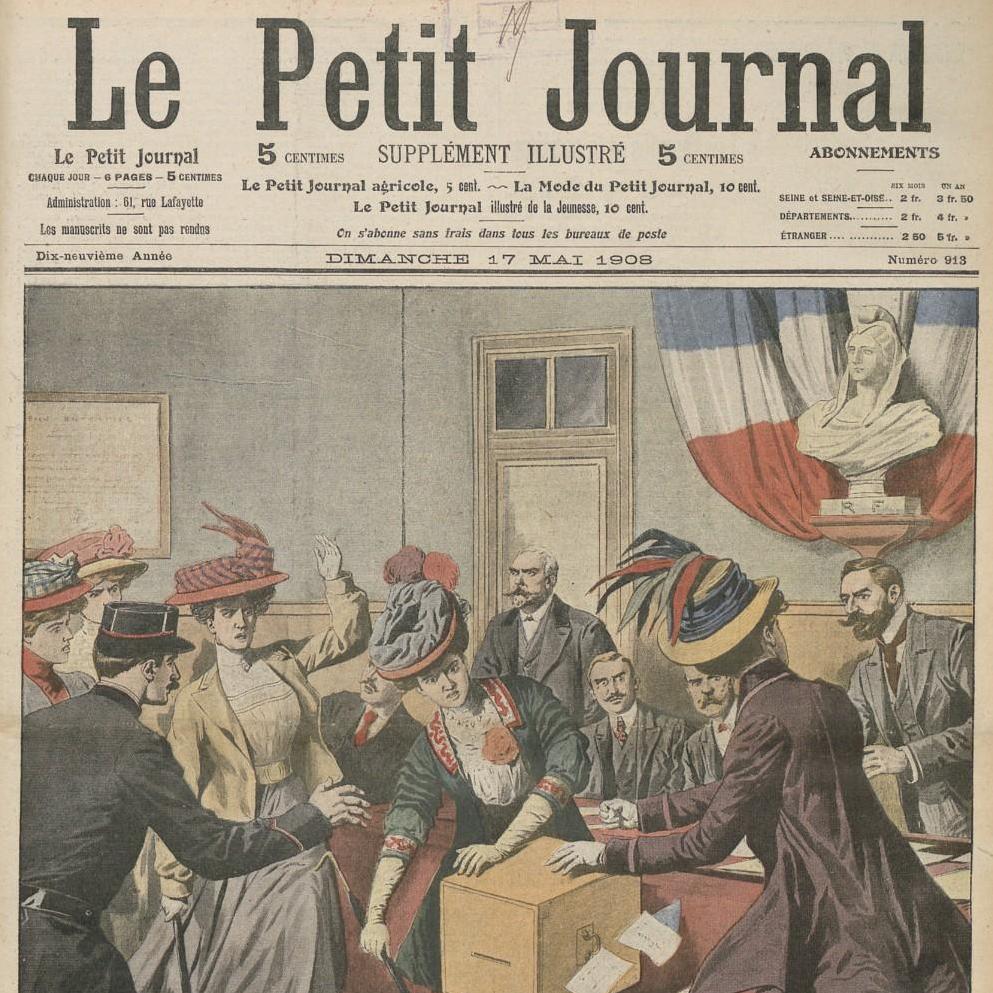 Le Petit Journal
Le Petit Journal
CHAQUE JOUR – 6 PAGES – 5 CENTIMES
Administration : 61, rue Lafayette
Les manuscrits ne sont pas rendus
5 CENTIMES SUPPLÉMENT ILLUSTRÉ 5 CENTIMES
Le Petit Journal agricole, 5 cent. ~~ La Mode du Petit Journal, 10 cent.
Le Petit Journal illustré de la Jeunesse, 10 cent.
On s'abonne sans frais dans tous les bureaux de poste
ABONNEMENTS
SIX MOIS UN AN
SEINE et SEINE-ET-OISE.. 2 fr. 3 fr. 50
DÉPARTEMENTS.......... 2 fr. 4 fr. »
ÉTRANGER .... ........... 2 50 5 fr. »
Dix-neuvième Année
DIMANCHE 17 MAI 1908
Numéro 913
R F